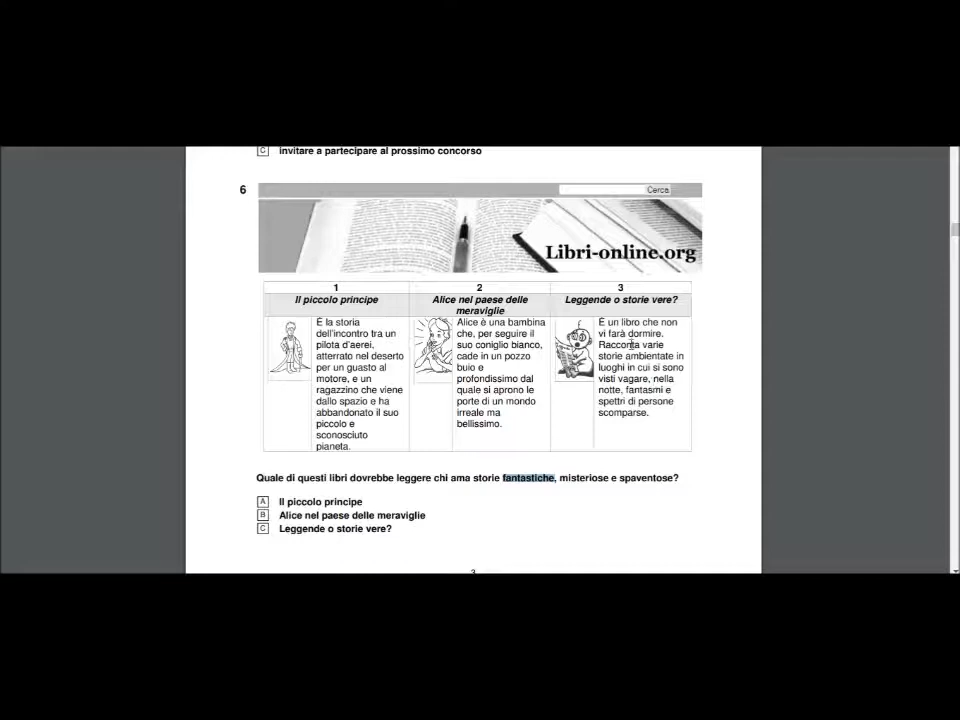 C invitare a partecipare al prossimo concorso
6
Cerca
Libri-online.org
1
Il piccolo principe
È la storia
dell'incontro tra un
pilota d'aerei,
atterrato nel deserto
per un guasto al
motore, e un
ragazzino che viene
dallo spazio e ha
abbandonato il suo
piccolo e
sconosciuto
pianeta.
2
Alice nel paese delle
meraviglie
Alice è una bambina
che, per seguire il
suo coniglio bianco,
cade in un pozzo
buio e
profondissimo dal
quale si aprono le
porte di un mondo
irreale ma
bellissimo.
3
Leggende o storie vere?
È un libro che non
vi farà dormire.
Racconta varie
storie ambientate in
luoghi in cui si sono
visti vagare, nella
notte, fantasmi e
spettri di persone
scomparse.
Quale di questi libri dovrebbe leggere chi ama storie fantastiche, misteriose e spaventose?
A Il piccolo principe
B Alice nel paese delle meraviglie
C Leggende o storie vere?
3